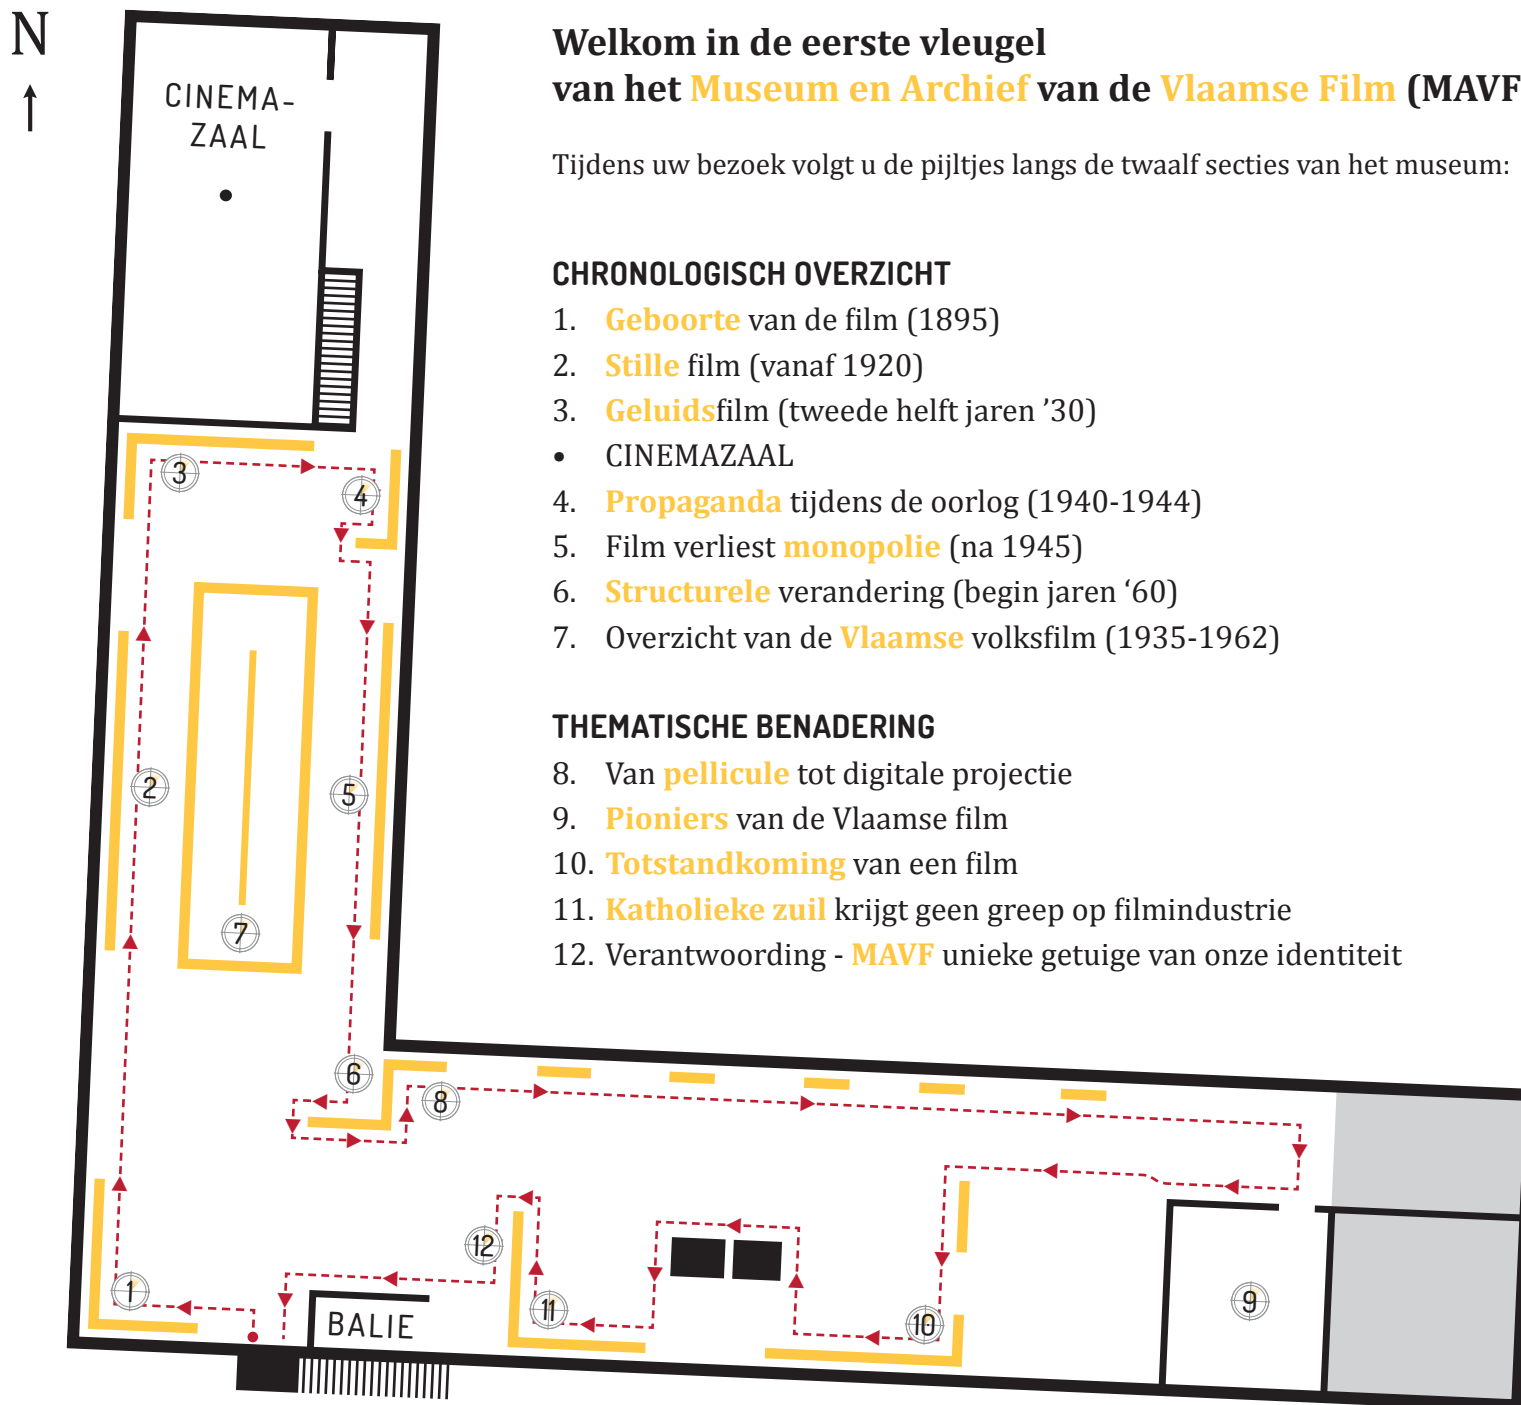 N
CINEMA-
ZAAL
Welkom in de eerste vleugel
van het Museum en Archief van de Vlaamse Film (MAVF
Tijdens uw bezoek volgt u de pijltjes langs de twaalf secties van het museum:
CHRONOLOGISCH OVERZICHT
1. Geboorte van de film (1895)
2. Stille film (vanaf 1920)
3. Geluidsfilm (tweede helft jaren ’30)
• CINEMAZAAL
4. Propaganda tijdens de oorlog (1940-1944)
5. Film verliest monopolie (na 1945)
6. Structurele verandering (begin jaren ‘60)
7. Overzicht van de Vlaamse volksfilm (1935-1962)
THEMATISCHE BENADERING
8. Van pellicule tot digitale projectie
9. Pioniers van de Vlaamse film
10. Totstandkoming van een film
11. Katholieke zuil krijgt geen greep op filmindustrie
12. Verantwoording - MAVF unieke getuige van onze identiteit
3
4
2
5
7
6
8
12
1
11
10
9
BALIE